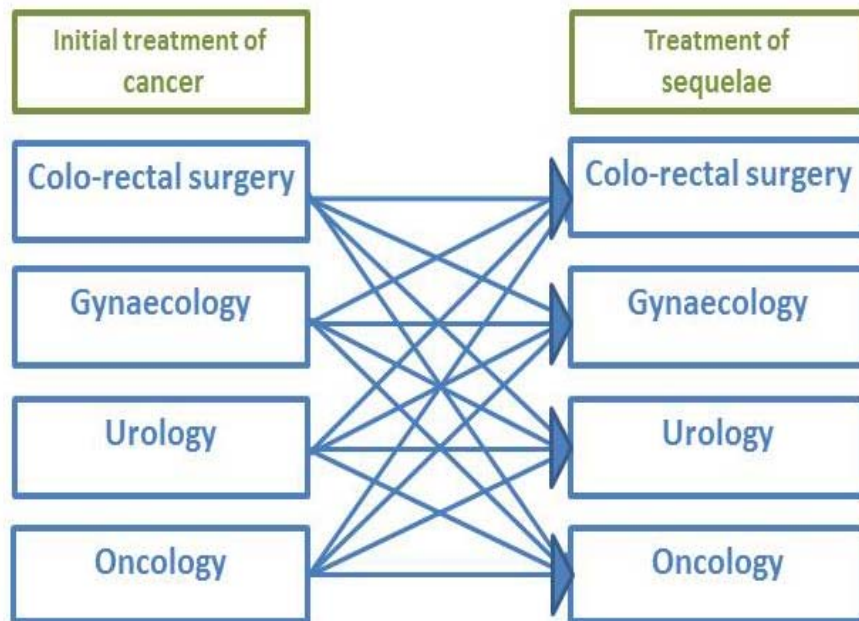 Initial treatment of
cancer
Treatment of
sequelae
Colo-rectal surgery
Colo-rectal surgery
Gynaecology
Gynaecology
Urology
Urology
Oncology
Oncology